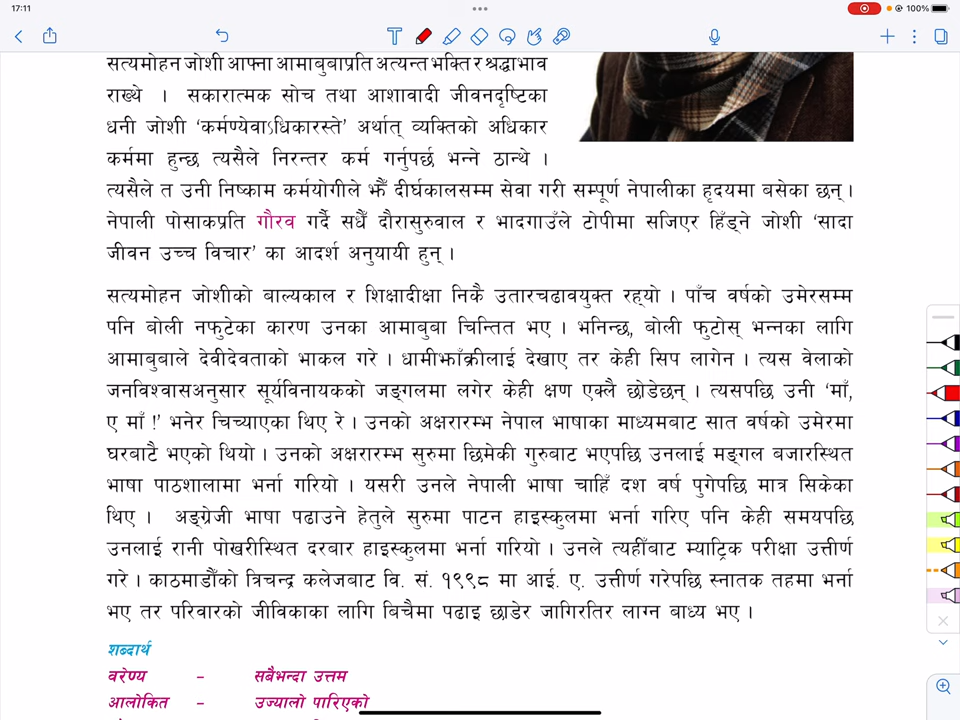 17:11
100%
सत्यमोहन जोशी आफ्ना आमाबुबाप्रति अत्यन्त भक्ति र श्रद्धाभाव
राख्थे । सकारात्मक सोच तथा आशावादी जीवनदृष्टिका
धनी जोशी ‘कर्मण्येवाऽधिकारस्ते’ अर्थात् व्यक्तिको अधिकार
कर्ममा हुन्छ त्यसैले निरन्तर कर्म गर्नुपर्छ भन्ने ठान्थे ।
त्यसैले त उनी निष्काम कर्मयोगीले झैँ दीर्घकालसम्म सेवा गरी सम्पूर्ण नेपालीका हृदयमा बसेका छन् ।
नेपाली पोसाकप्रति गौरव गर्दै सधैँ दौरासुरुवाल र भादगाउँले टोपीमा सजिएर हिँड्ने जोशी ‘सादा
जीवन उच्च विचार’ का आदर्श अनुयायी हुन् ।
सत्यमोहन जोशीको बाल्यकाल र शिक्षादीक्षा निकै उतारचढावयुक्त रह्यो । पाँच वर्षको उमेरसम्म
पनि बोली नफुटेका कारण उनका आमाबुबा चिन्तित भए । भनिन्छ, बोली फुटोस् भन्नका लागि
आमाबुबाले देवीदेवताको भाकल गरे । धामीझाँक्रीलाई देखाए तर केही सिप लागेन । त्यस वेलाको
जनविश्वासअनुसार सूर्यविनायकको जङ्गलमा लगेर केही क्षण एक्लै छोडेछन् । त्यसपछि उनी ‘माँ,
ए माँ !’ भनेर चिच्याएका थिए रे । उनको अक्षरारम्भ नेपाल भाषाका माध्यमबाट सात वर्षको उमेरमा
घरबाटै भएको थियो । उनको अक्षरारम्भ सुरुमा छिमेकी गुरुबाट भएपछि उनलाई मङ्गल बजारस्थित
भाषा पाठशालामा भर्ना गरियो । यसरी उनले नेपाली भाषा चाहिँ दश वर्ष पुगेपछि मात्र सिकेका
थिए । अङ्ग्रेजी भाषा पढाउने हेतुले सुरुमा पाटन हाइस्कुलमा भर्ना गरिए पनि केही समयपछि
उनलाई रानी पोखरीस्थित दरबार हाइस्कुलमा भर्ना गरियो । उनले त्यहीँबाट म्याट्रिक परीक्षा उत्तीर्ण
गरे । काठमाडौँको त्रिचन्द्र कलेजबाट वि. सं. १९९८ मा आई. ए. उत्तीर्ण गरेपछि स्नातक तहमा भर्ना
भए तर परिवारको जीविकाका लागि बिचैमा पढाइ छाडेर जागिरतिर लाग्न बाध्य भए ।
शब्दार्थ
वरेण्य - सबैभन्दा उत्तम
आलोकित - उज्यालो पारिएको